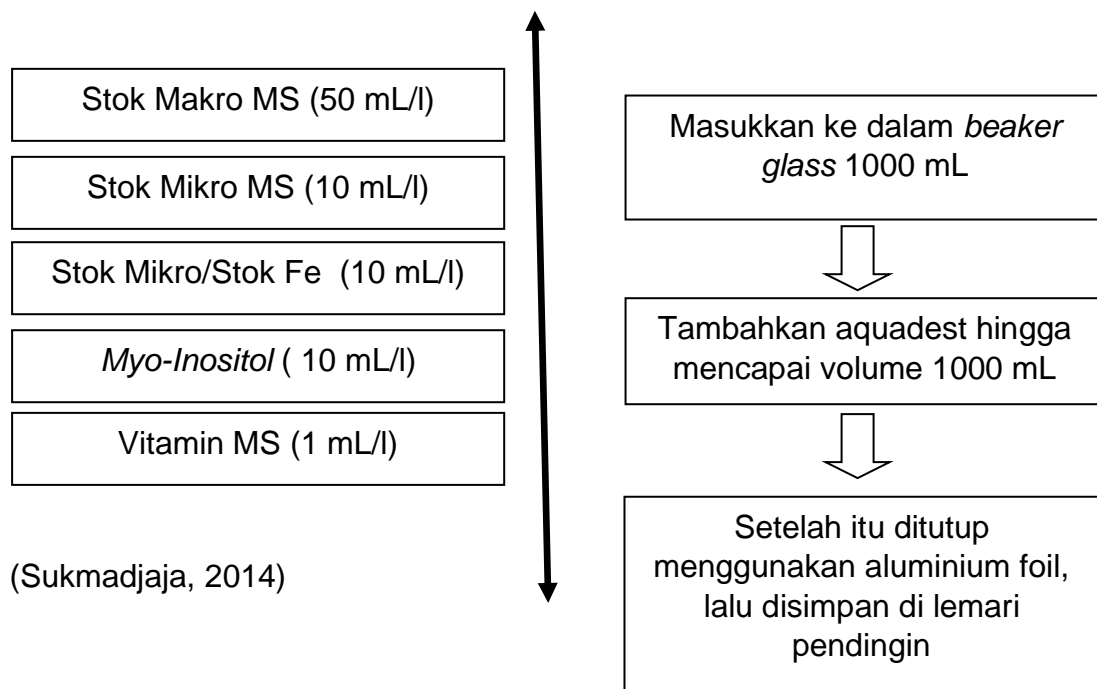 Stok Makro MS (50 mL/l)
Stok Mikro MS (10 mL/l)
Stok Mikro/Stok Fe (10 mL/l)
Myo-Inositol ( 10 mL/l)
Vitamin MS (1 mL/l)
(Sukmadjaja, 2014)
Masukkan ke dalam beaker
glass 1000 mL
Tambahkan aquadest hingga
mencapai volume 1000 mL
Setelah itu ditutup
menggunakan aluminium foil,
lalu disimpan di lemari
pendingin